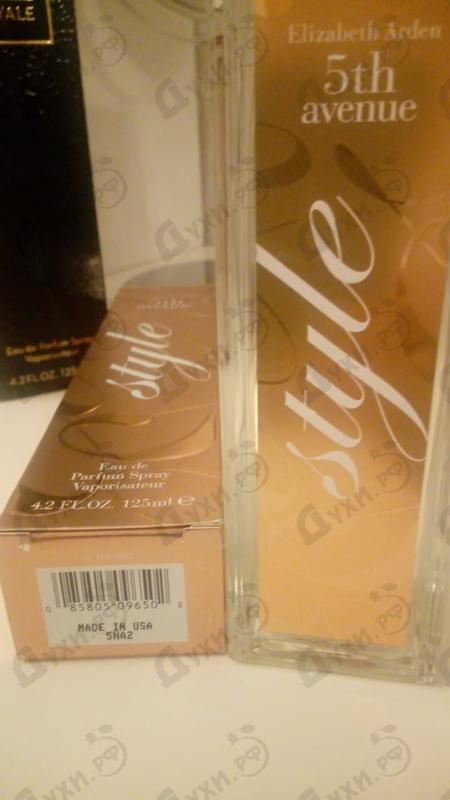 YALE
Eau de Parfum Spray
Vaporisateur
4.2 FL.OZ. 125
style
Eau de
Parfum Spray
Vaporisateur
4.2 FL.OZ. 125ml e
0 85805 09650 2
MADE IN USA
5NA2
Elizabeth Arden
5th
avenue
style
Духи.РФ